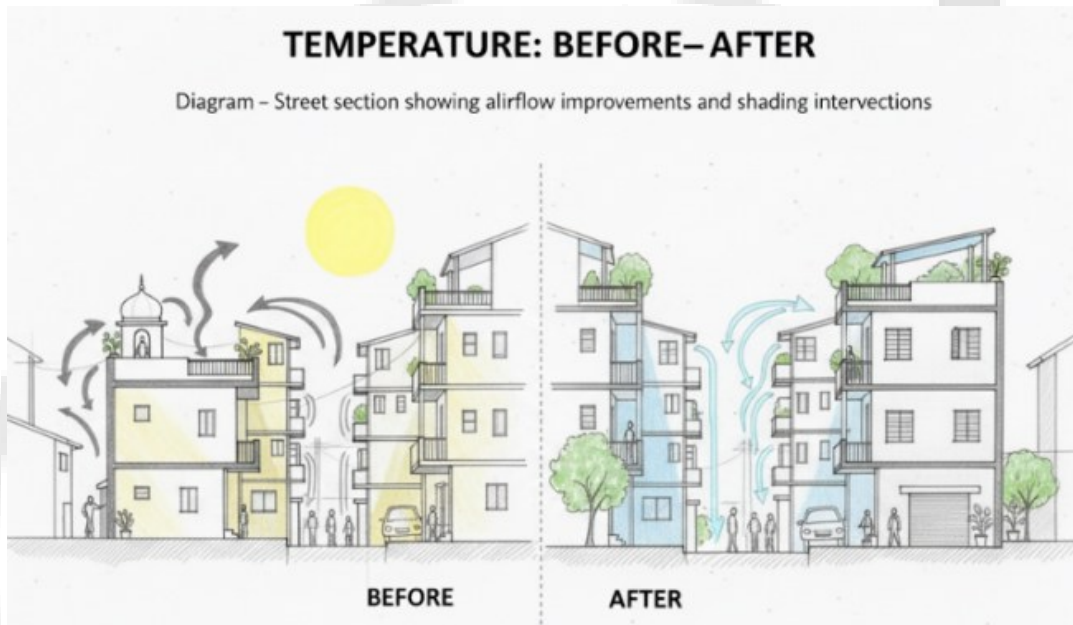 TEMPERATURE: BEFORE– AFTER
Diagram – Street section showing alirflow improvements and shading intervections
BEFORE
AFTER